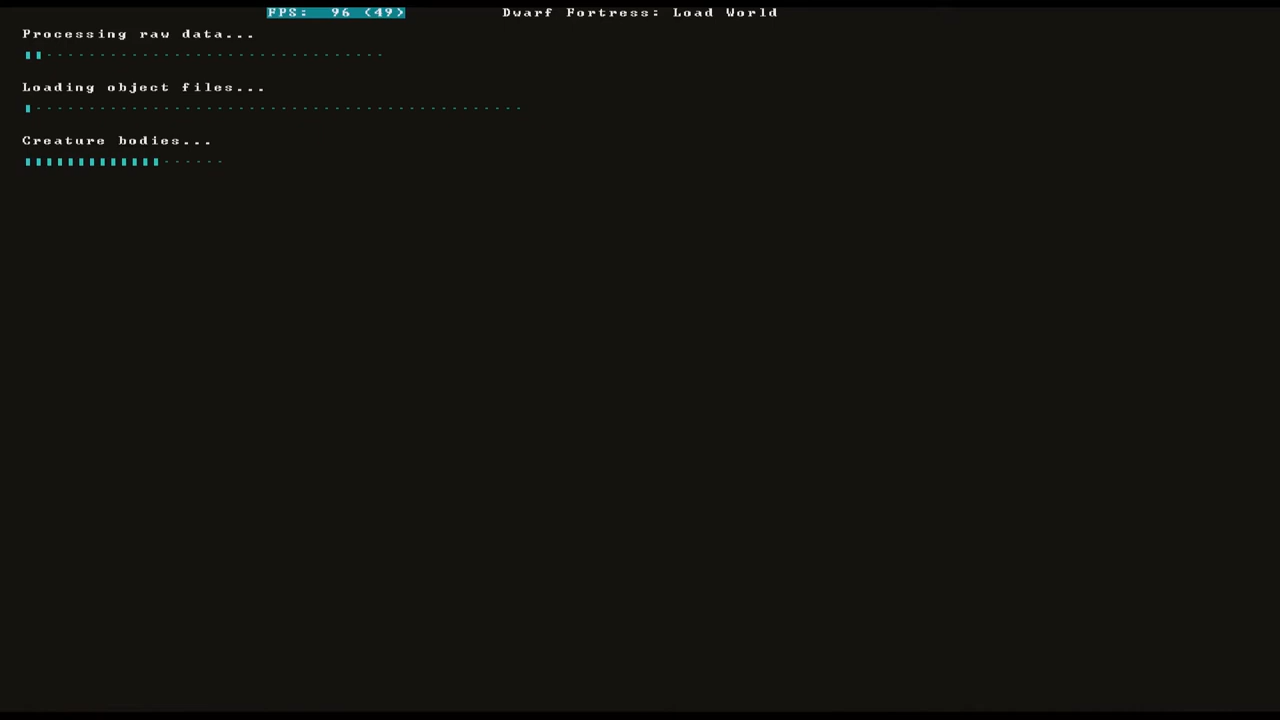 FPS: 96 (49) Dwarf Fortress: Load World
Processing raw data...
Loading object files...
Creature bodies...